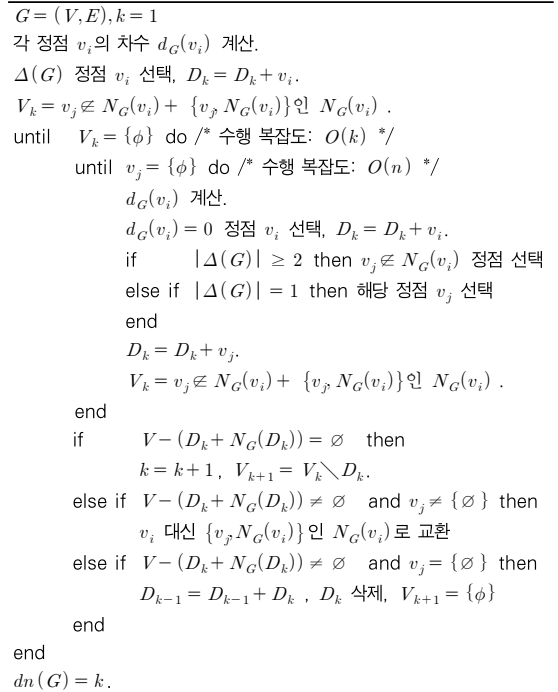 G = (V, E), k = 1
각 정점 v_i의 차수 d_G(v_i) 계산.
Δ(G) 정점 v_i 선택, D_k = D_k + v_i.
V_k = v_j ∉ N_G(v_i) + {v_j, N_G(v_i)}인 N_G(v_i) .
until V_k = {ϕ} do /* 수행 복잡도: O(k) */
until v_j = {ϕ} do /* 수행 복잡도: O(n) */
d_G(v_i) 계산.
d_G(v_i) = 0 정점 v_i 선택, D_k = D_k + v_i.
if |Δ(G)| ≥ 2 then v_j ∉ N_G(v_i) 정점 선택
else if |Δ(G)| = 1 then 해당 정점 v_j 선택
end
D_k = D_k + v_j.
V_k = v_j ∉ N_G(v_i) + {v_j, N_G(v_i)}인 N_G(v_i) .
end
if V − (D_k + N_G(D_k)) = ∅ then
k = k + 1 , V_{k+1} = V_k ∖ D_k.
else if V − (D_k + N_G(D_k)) ≠ ∅ and v_j ≠ {∅} then
v_i 대신 {v_j, N_G(v_i)}인 N_G(v_i)로 교환
else if V − (D_k + N_G(D_k)) ≠ ∅ and v_j = {∅} then
D_{k−1} = D_{k−1} + D_k , D_k 삭제, V_{k+1} = {ϕ}
end
end
dn(G) = k .